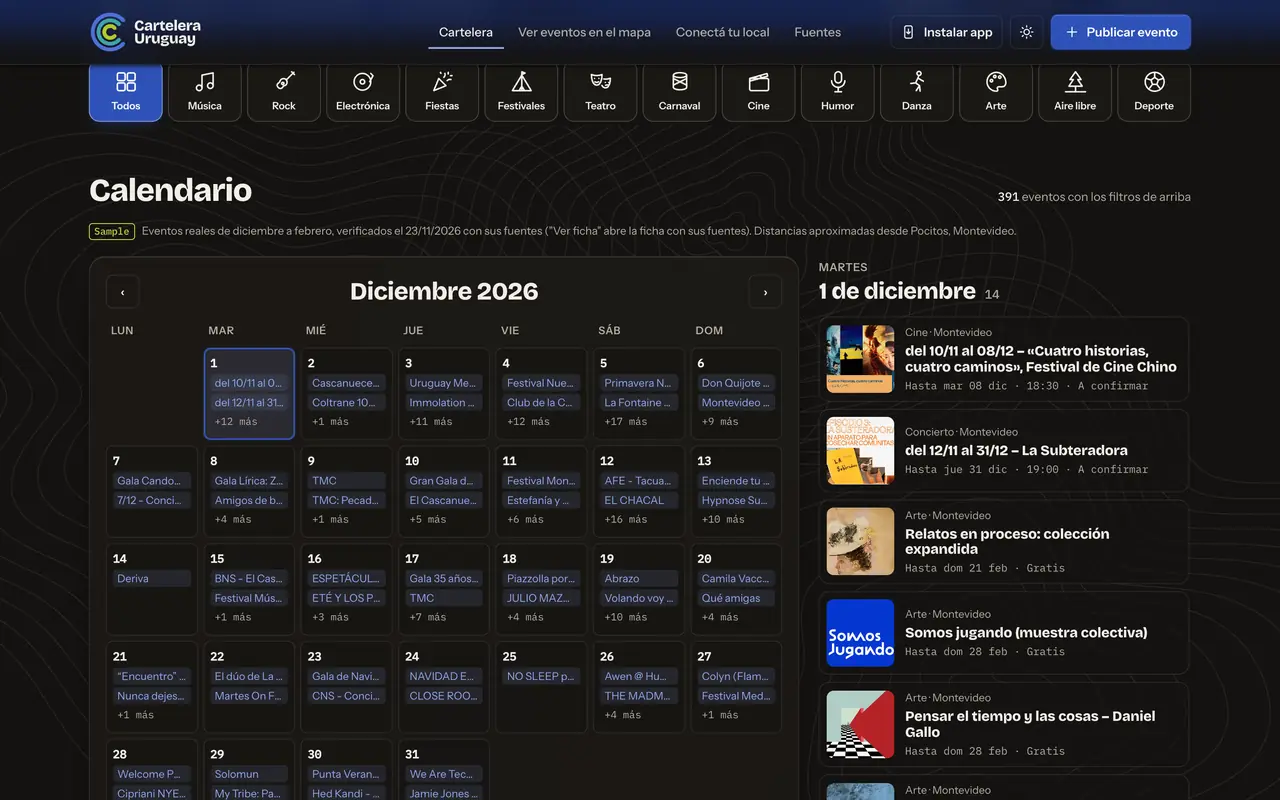 Cartelera
Uruguay
Cartelera
Ver eventos en el mapa
Conectá tu local
Fuentes
Instalar app
Publicar evento
Todos
Música
Rock
Electrónica
Fiestas
Festivales
Teatro
Carnaval
Cine
Humor
Danza
Arte
Aire libre
Deporte
Calendario
391 eventos con los filtros de arriba
Sample Eventos reales de diciembre a febrero, verificados el 23/11/2026 con sus fuentes ("Ver ficha" abre la ficha con sus fuentes). Distancias aproximadas desde Pocitos, Montevideo.
‹ Diciembre 2026 ›
LUN MAR MIÉ JUE VIE SÁB DOM
1
del 10/11 al 0...
del 12/11 al 31...
+12 más
2
Cascanuece...
Coltrane 10...
+1 más
3
Uruguay Me...
Immolation ...
+11 más
4
Festival Nue...
Club de la C...
+12 más
5
Primavera N...
La Fontaine ...
+17 más
6
Don Quijote ...
Montevideo ...
+9 más
7
Gala Cando...
7/12 - Conci...
8
Gala Lírica: Z...
Amigos de b...
+4 más
9
TMC
TMC: Pecad...
+1 más
10
Gran Gala d...
El Cascanue...
+5 más
11
Festival Mon...
Estefanía y ...
+6 más
12
AFE - Tacua...
EL CHACAL
+16 más
13
Enciende tu ...
Hypnose Su...
+10 más
14
Deriva
15
BNS - El Cas...
Festival Mús...
+1 más
16
ESPETÁCUL...
ETÉ Y LOS P...
+3 más
17
Gala 35 años...
TMC
+7 más
18
Piazzolla por...
JULIO MAZ...
+4 más
19
Abrazo
Volando voy ...
+10 más
20
Camila Vacc...
Qué amigas
+4 más
21
"Encuentro" ...
Nunca dejes...
+1 más
22
El dúo de La ...
Martes On F...
23
Gala de Navi...
CNS - Conci...
24
NAVIDAD E...
CLOSE ROO...
25
NO SLEEP p...
26
Awen @ Hu...
THE MADM...
+4 más
27
Colyn (Flam...
Festival Med...
+1 más
28
Welcome P...
Cipriani NYE...
29
Solomun
My Tribe: Pa...
30
Punta Veran...
Hed Kandi - ...
31
We Are Tec...
Jamie Jones ...
MARTES
1 de diciembre 14
Cine · Montevideo
del 10/11 al 08/12 – «Cuatro historias,
cuatro caminos», Festival de Cine Chino
Hasta mar 08 dic · 18:30 · A confirmar
Concierto · Montevideo
del 12/11 al 31/12 – La Subteradora
Hasta jue 31 dic · 19:00 · A confirmar
Arte · Montevideo
Relatos en proceso: colección
expandida
Hasta dom 21 feb · Gratis
Somos
Jugando
Arte · Montevideo
Somos jugando (muestra colectiva)
Hasta dom 28 feb · Gratis
Arte · Montevideo
Pensar el tiempo y las cosas – Daniel
Gallo
Hasta dom 28 feb · Gratis
Arte · Montevideo